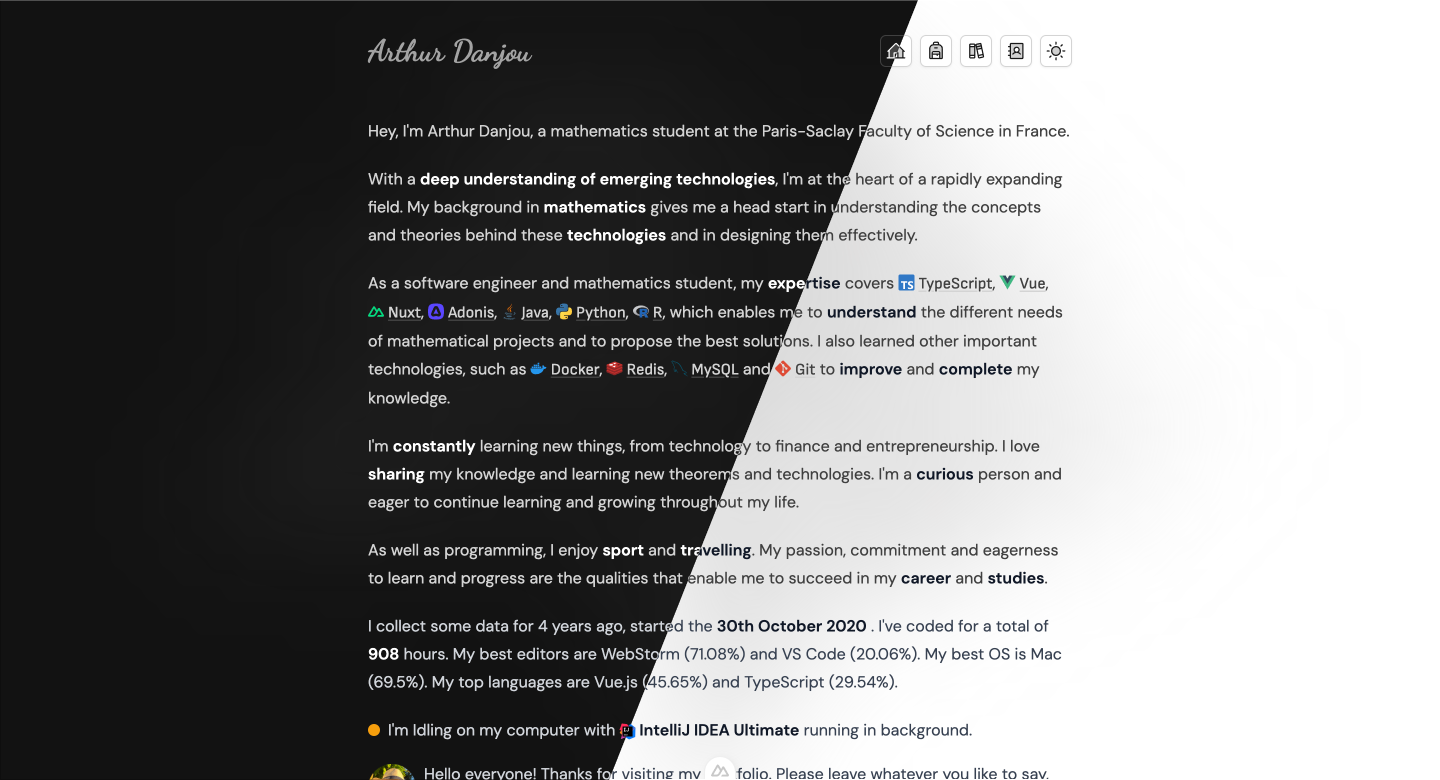 Arthur Danjou
Hey, I'm Arthur Danjou, a mathematics student at the Paris-Saclay Faculty of Science in France.
With a deep understanding of emerging technologies, I'm at the heart of a rapidly expanding
field. My background in mathematics gives me a head start in understanding the concepts
and theories behind these technologies and in designing them effectively.
As a software engineer and mathematics student, my expertise covers TS TypeScript, Vue,
Nuxt, Adonis, Java, Python, R, which enables me to understand the different needs
of mathematical projects and to propose the best solutions. I also learned other important
technologies, such as Docker, Redis, MySQL and Git to improve and complete my
knowledge.
I'm constantly learning new things, from technology to finance and entrepreneurship. I love
sharing my knowledge and learning new theorems and technologies. I'm a curious person and
eager to continue learning and growing throughout my life.
As well as programming, I enjoy sport and travelling. My passion, commitment and eagerness
to learn and progress are the qualities that enable me to succeed in my career and studies.
I collect some data for 4 years ago, started the 30th October 2020 . I've coded for a total of
908 hours. My best editors are WebStorm (71.08%) and VS Code (20.06%). My best OS is Mac
(69.5%). My top languages are Vue.js (45.65%) and TypeScript (29.54%).
I'm Idling on my computer with IntelliJ IDEA Ultimate running in background.
Hello everyone! Thanks for visiting my folio. Please leave whatever you like to say,